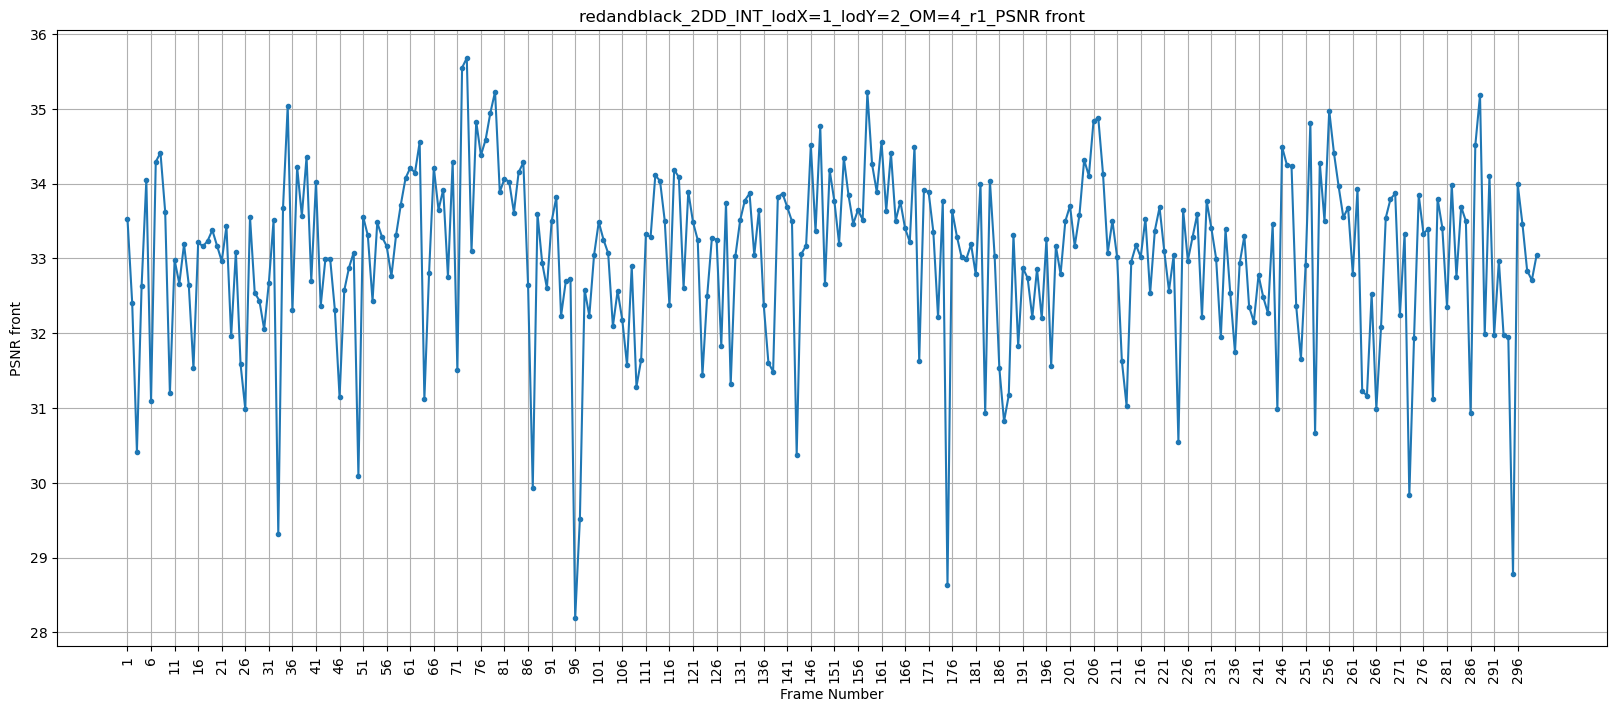 redandblack_2DD_INT_lodX=1_lodY=2_OM=4_r1_PSNR front
36
35
34
33
32
31
30
29
28
PSNR front
1 6 11 16 21 26 31 36 41 46 51 56 61 66 71 76 81 86 91 96 101 106 111 116 121 126 131 136 141 146 151 156 161 166 171 176 181 186 191 196 201 206 211 216 221 226 231 236 241 246 251 256 261 266 271 276 281 286 291 296
Frame Number